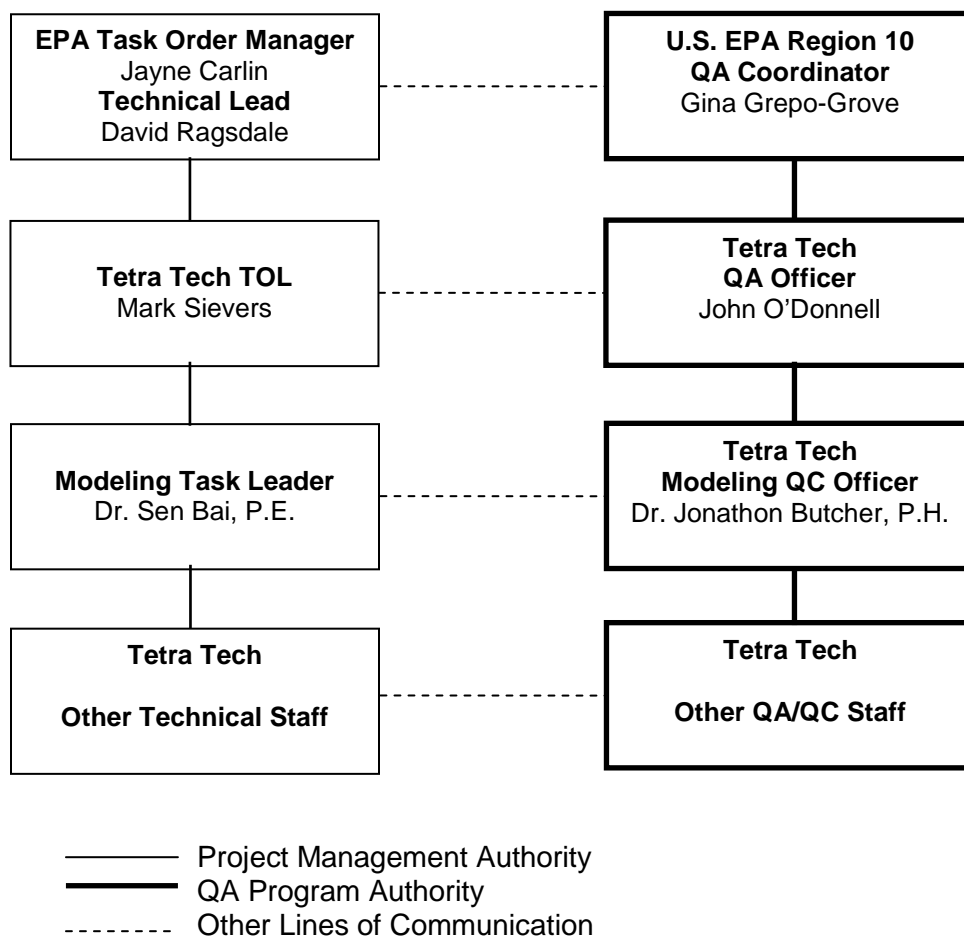 EPA Task Order Manager
Jayne Carlin
Technical Lead
David Ragsdale
U.S. EPA Region 10
QA Coordinator
Gina Grepo-Grove
Tetra Tech TOL
Mark Sievers
Tetra Tech
QA Officer
John O’Donnell
Modeling Task Leader
Dr. Sen Bai, P.E.
Tetra Tech
Modeling QC Officer
Dr. Jonathon Butcher, P.H.
Tetra Tech
Other Technical Staff
Tetra Tech
Other QA/QC Staff
Project Management Authority
QA Program Authority
Other Lines of Communication